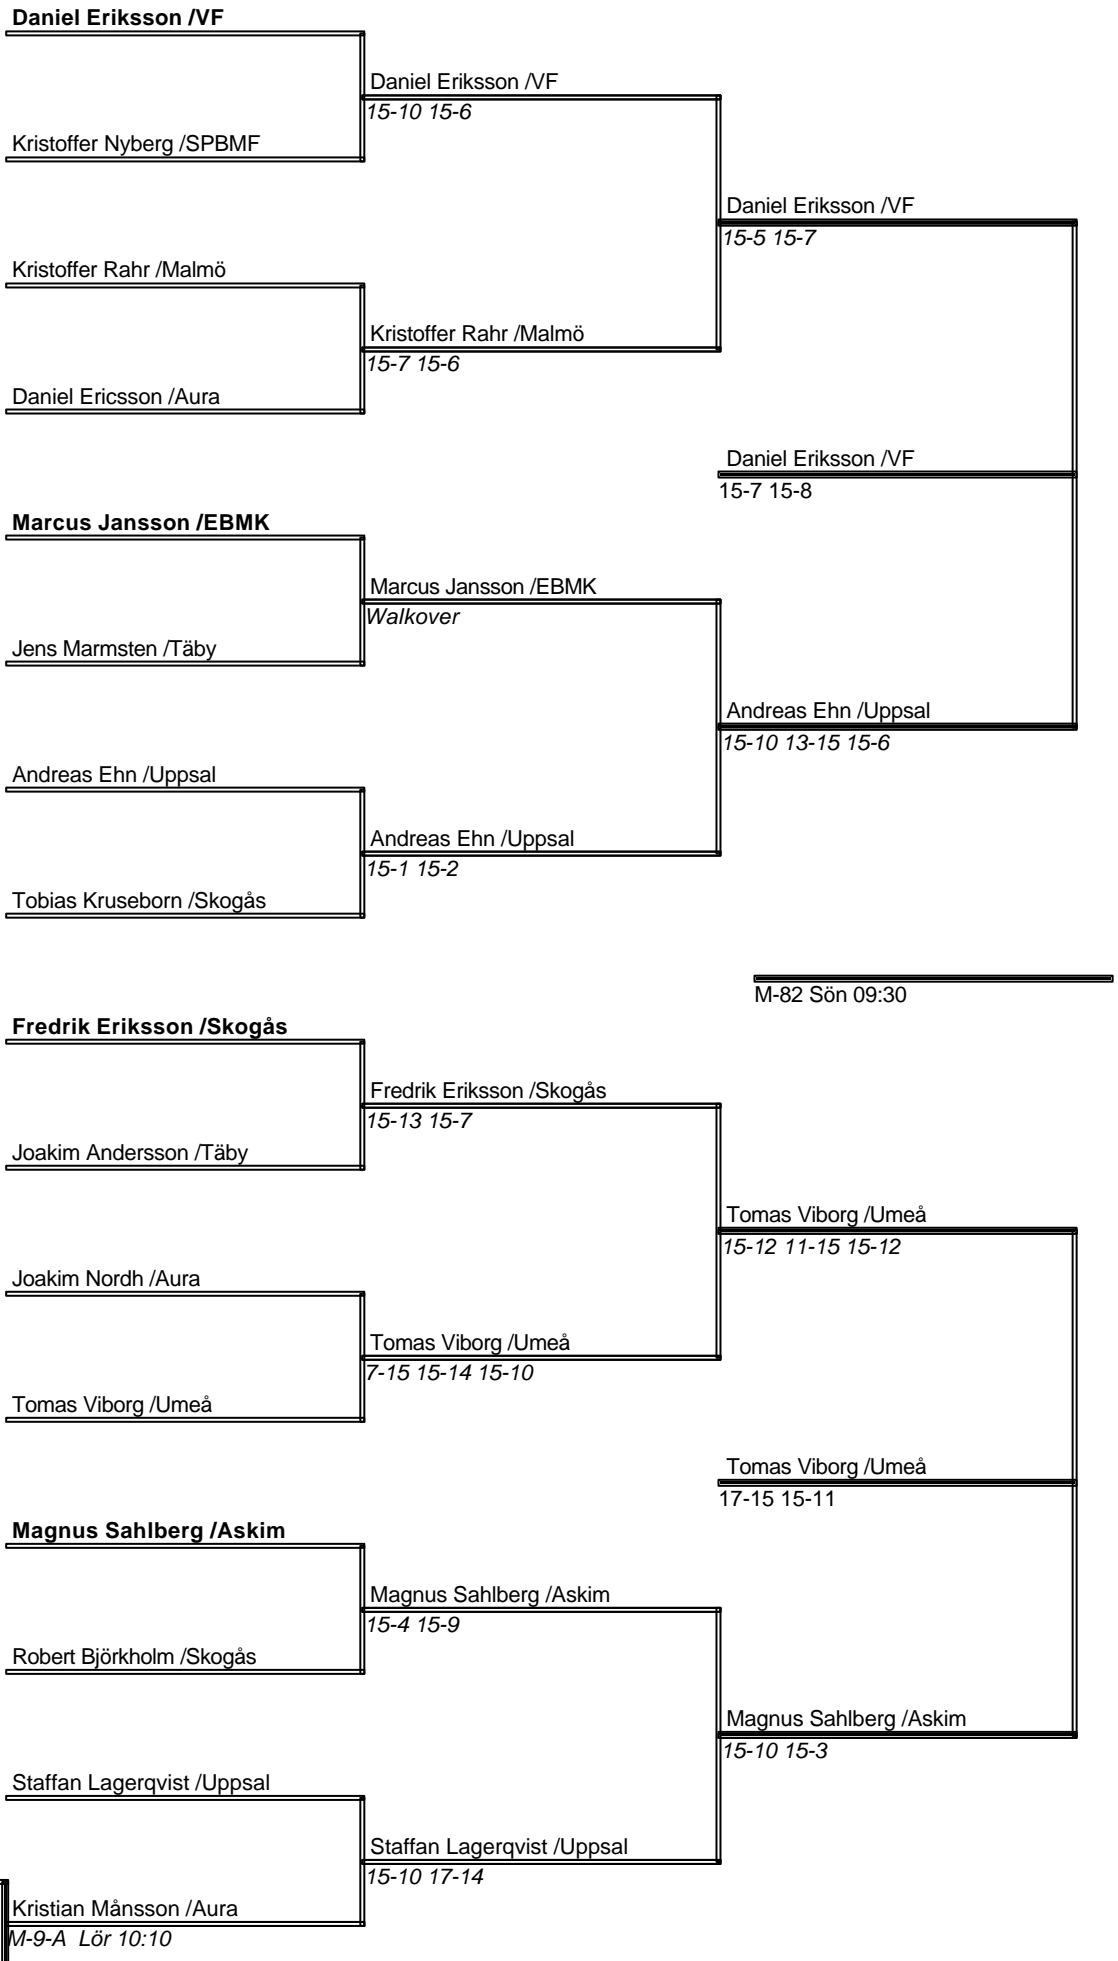 Daniel Eriksson /VF
Daniel Eriksson /VF
15-10 15-6
Kristoffer Nyberg /SPBMF
Daniel Eriksson /VF
15-5 15-7
Kristoffer Rahr /Malmö
Kristoffer Rahr /Malmö
15-7 15-6
Daniel Ericsson /Aura
Daniel Eriksson /VF
15-7 15-8
Marcus Jansson /EBMK
Marcus Jansson /EBMK
Walkover
Jens Marmsten /Täby
Andreas Ehn /Uppsal
15-10 13-15 15-6
Andreas Ehn /Uppsal
Andreas Ehn /Uppsal
15-1 15-2
Tobias Kruseborn /Skogås
M-82 Sön 09:30
Fredrik Eriksson /Skogås
Fredrik Eriksson /Skogås
15-13 15-7
Joakim Andersson /Täby
Tomas Viborg /Umeå
15-12 11-15 15-12
Joakim Nordh /Aura
Tomas Viborg /Umeå
7-15 15-14 15-10
Tomas Viborg /Umeå
Tomas Viborg /Umeå
17-15 15-11
Magnus Sahlberg /Askim
Magnus Sahlberg /Askim
15-4 15-9
Robert Björkholm /Skogås
Magnus Sahlberg /Askim
15-10 15-3
Staffan Lagerqvist /Uppsal
Staffan Lagerqvist /Uppsal
15-10 17-14
Kristian Månsson /Aura
M-9-A Lör 10:10